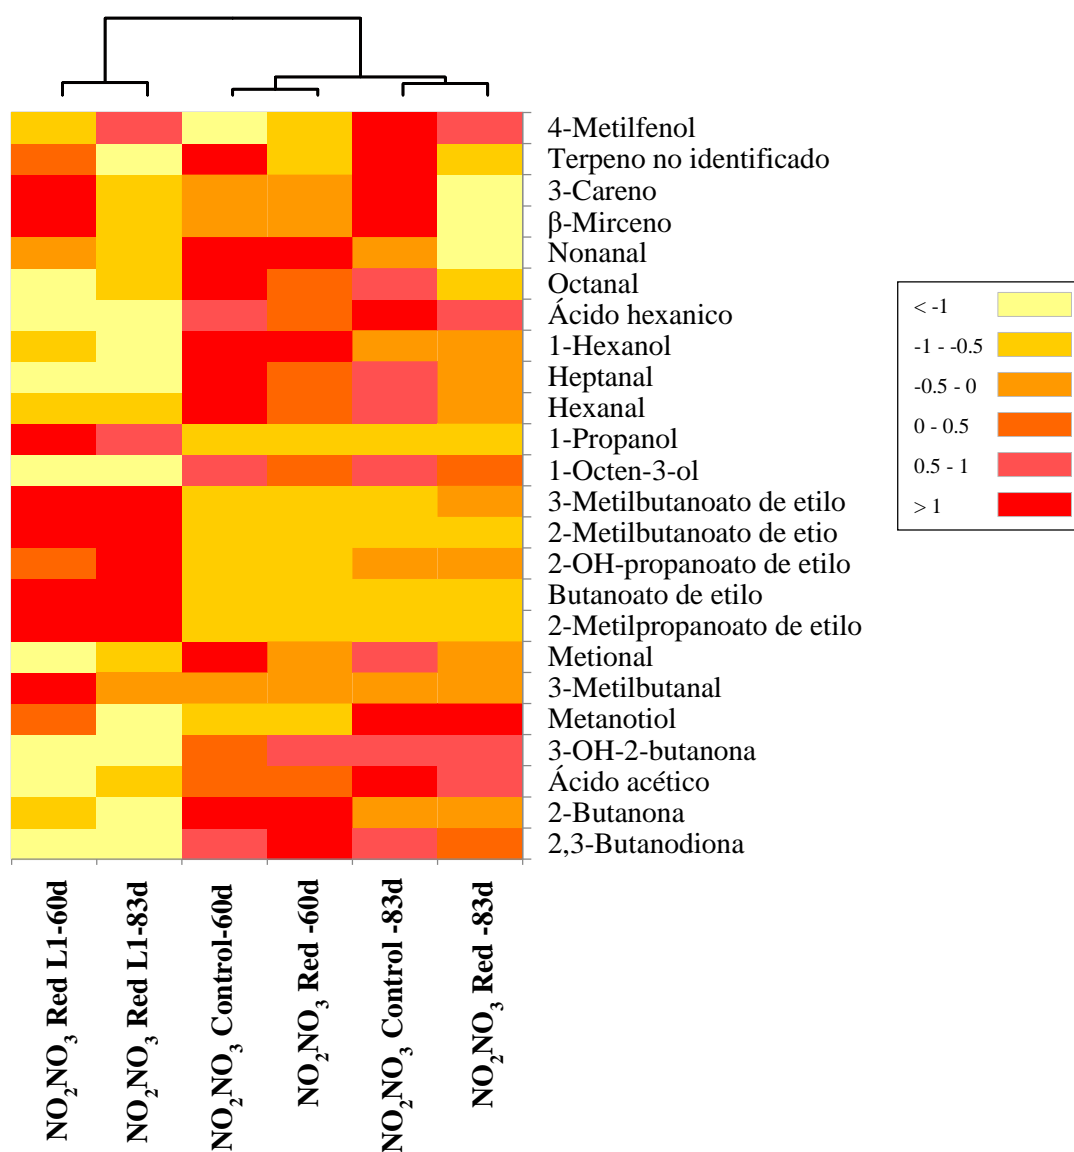 4-Metilfenol
Terpeno no identificado
3-Careno
β-Mirceno
Nonanal
Octanal
Ácido hexanico
1-Hexanol
Heptanal
Hexanal
1-Propanol
1-Octen-3-ol
3-Metilbutanoato de etilo
2-Metilbutanoato de etio
2-OH-propanoato de etilo
Butanoato de etilo
2-Metilpropanoato de etilo
Metional
3-Metilbutanal
Metanotiol
3-OH-2-butanona
Ácido acético
2-Butanona
2,3-Butanodiona
< -1
-1 - -0.5
-0.5 - 0
0 - 0.5
0.5 - 1
> 1
NO₂NO₃ Red L1-60d
NO₂NO₃ Red L1-83d
NO₂NO₃ Control-60d
NO₂NO₃ Red -60d
NO₂NO₃ Control -83d
NO₂NO₃ Red -83d